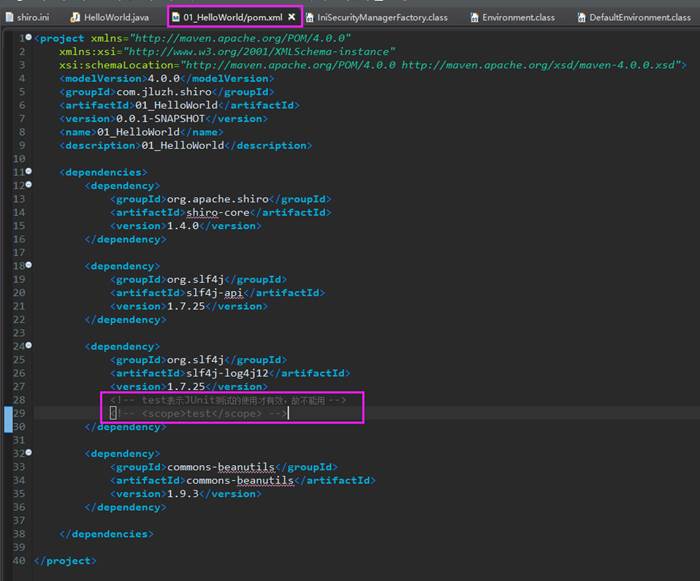 shiro.ini HelloWorld.java 01_HelloWorld/pom.xml IniSecurityManagerFactory.class Environment.class DefaultEnvironment.class
1 <project xmlns="http://maven.apache.org/POM/4.0.0"
2 xmlns:xsi="http://www.w3.org/2001/XMLSchema-instance"
3 xsi:schemaLocation="http://maven.apache.org/POM/4.0.0 http://maven.apache.org/xsd/maven-4.0.0.xsd">
4 <modelVersion>4.0.0</modelVersion>
5 <groupId>com.jluzh.shiro</groupId>
6 <artifactId>01_HelloWorld</artifactId>
7 <version>0.0.1-SNAPSHOT</version>
8 <name>01_HelloWorld</name>
9 <description>01_HelloWorld</description>
10
11 <dependencies>
12 <dependency>
13 <groupId>org.apache.shiro</groupId>
14 <artifactId>shiro-core</artifactId>
15 <version>1.4.0</version>
16 </dependency>
17
18 <dependency>
19 <groupId>org.slf4j</groupId>
20 <artifactId>slf4j-api</artifactId>
21 <version>1.7.25</version>
22 </dependency>
23
24 <dependency>
25 <groupId>org.slf4j</groupId>
26 <artifactId>slf4j-log4j12</artifactId>
27 <version>1.7.25</version>
28 <!-- test表示JUnit测试的使用才有效，故不能用 -->
29 <!-- <scope>test</scope> -->
30 </dependency>
31
32 <dependency>
33 <groupId>commons-beanutils</groupId>
34 <artifactId>commons-beanutils</artifactId>
35 <version>1.9.3</version>
36 </dependency>
37
38 </dependencies>
39
40 </project>